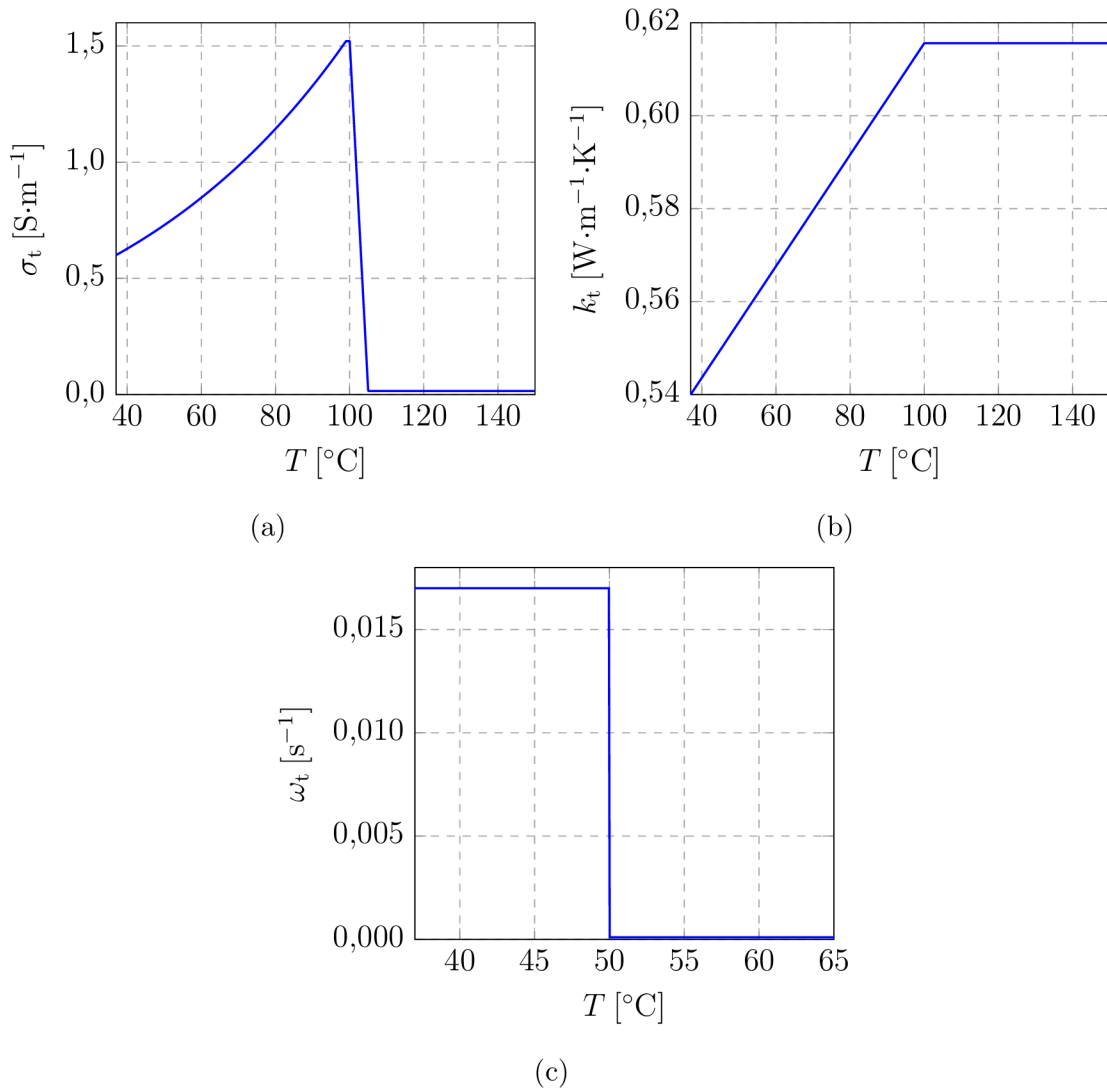 1,5
1,0
0,5
0,0
σt [S·m−1]
40 60 80 100 120 140
T [°C]
(a)
0,62
0,60
0,58
0,56
0,54
kt [W·m−1·K−1]
40 60 80 100 120 140
T [°C]
(b)
0,015
0,010
0,005
0,000
ωt [s−1]
40 45 50 55 60 65
T [°C]
(c)